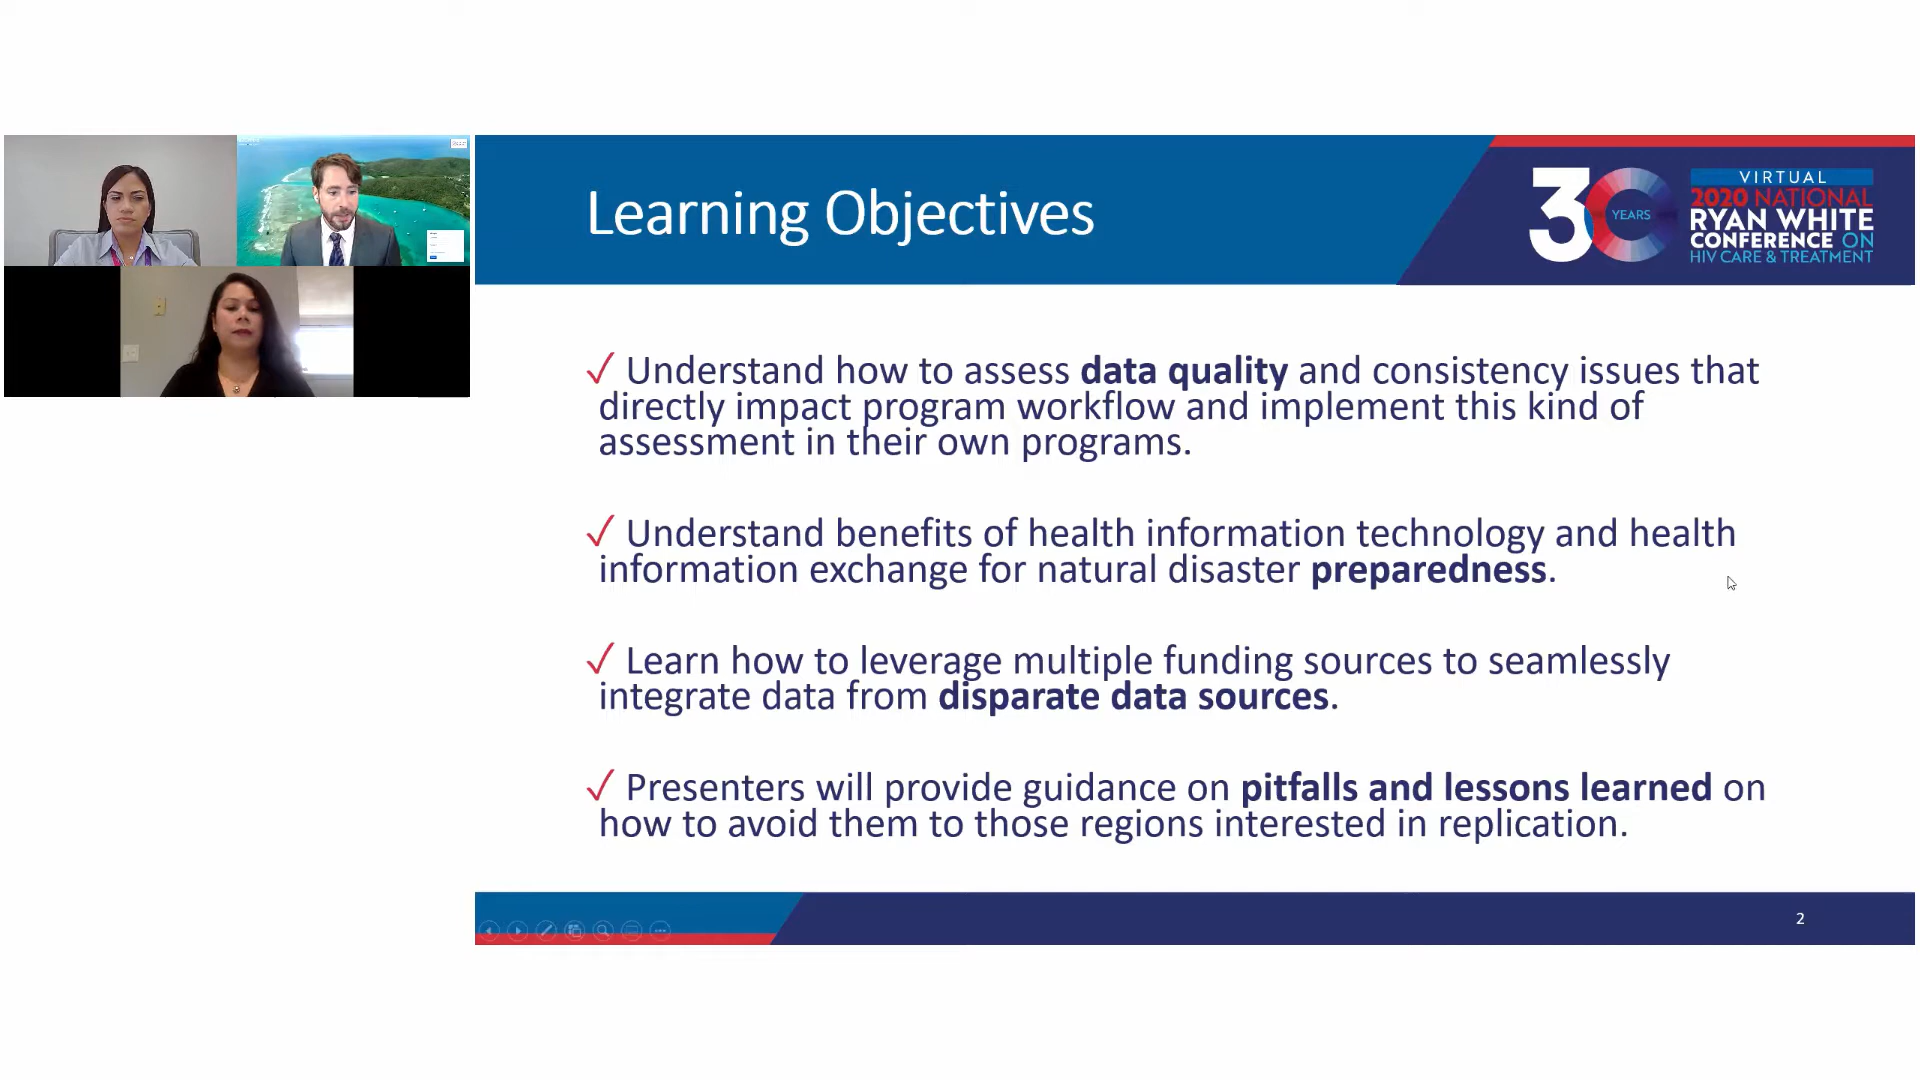 Learning Objectives
30
YEARS
VIRTUAL
2020 NATIONAL
RYAN WHITE
CONFERENCE ON
HIV CARE & TREATMENT
✓ Understand how to assess data quality and consistency issues that
directly impact program workflow and implement this kind of
assessment in their own programs.
✓ Understand benefits of health information technology and health
information exchange for natural disaster preparedness.
✓ Learn how to leverage multiple funding sources to seamlessly
integrate data from disparate data sources.
✓ Presenters will provide guidance on pitfalls and lessons learned on
how to avoid them to those regions interested in replication.
2